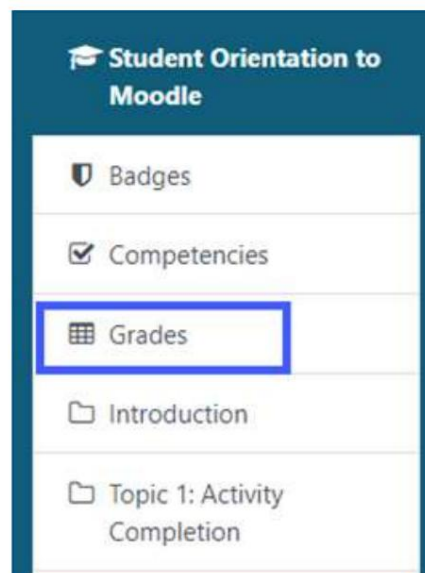 Student Orientation to
Moodle
Badges
Competencies
Grades
Introduction
Topic 1: Activity
Completion